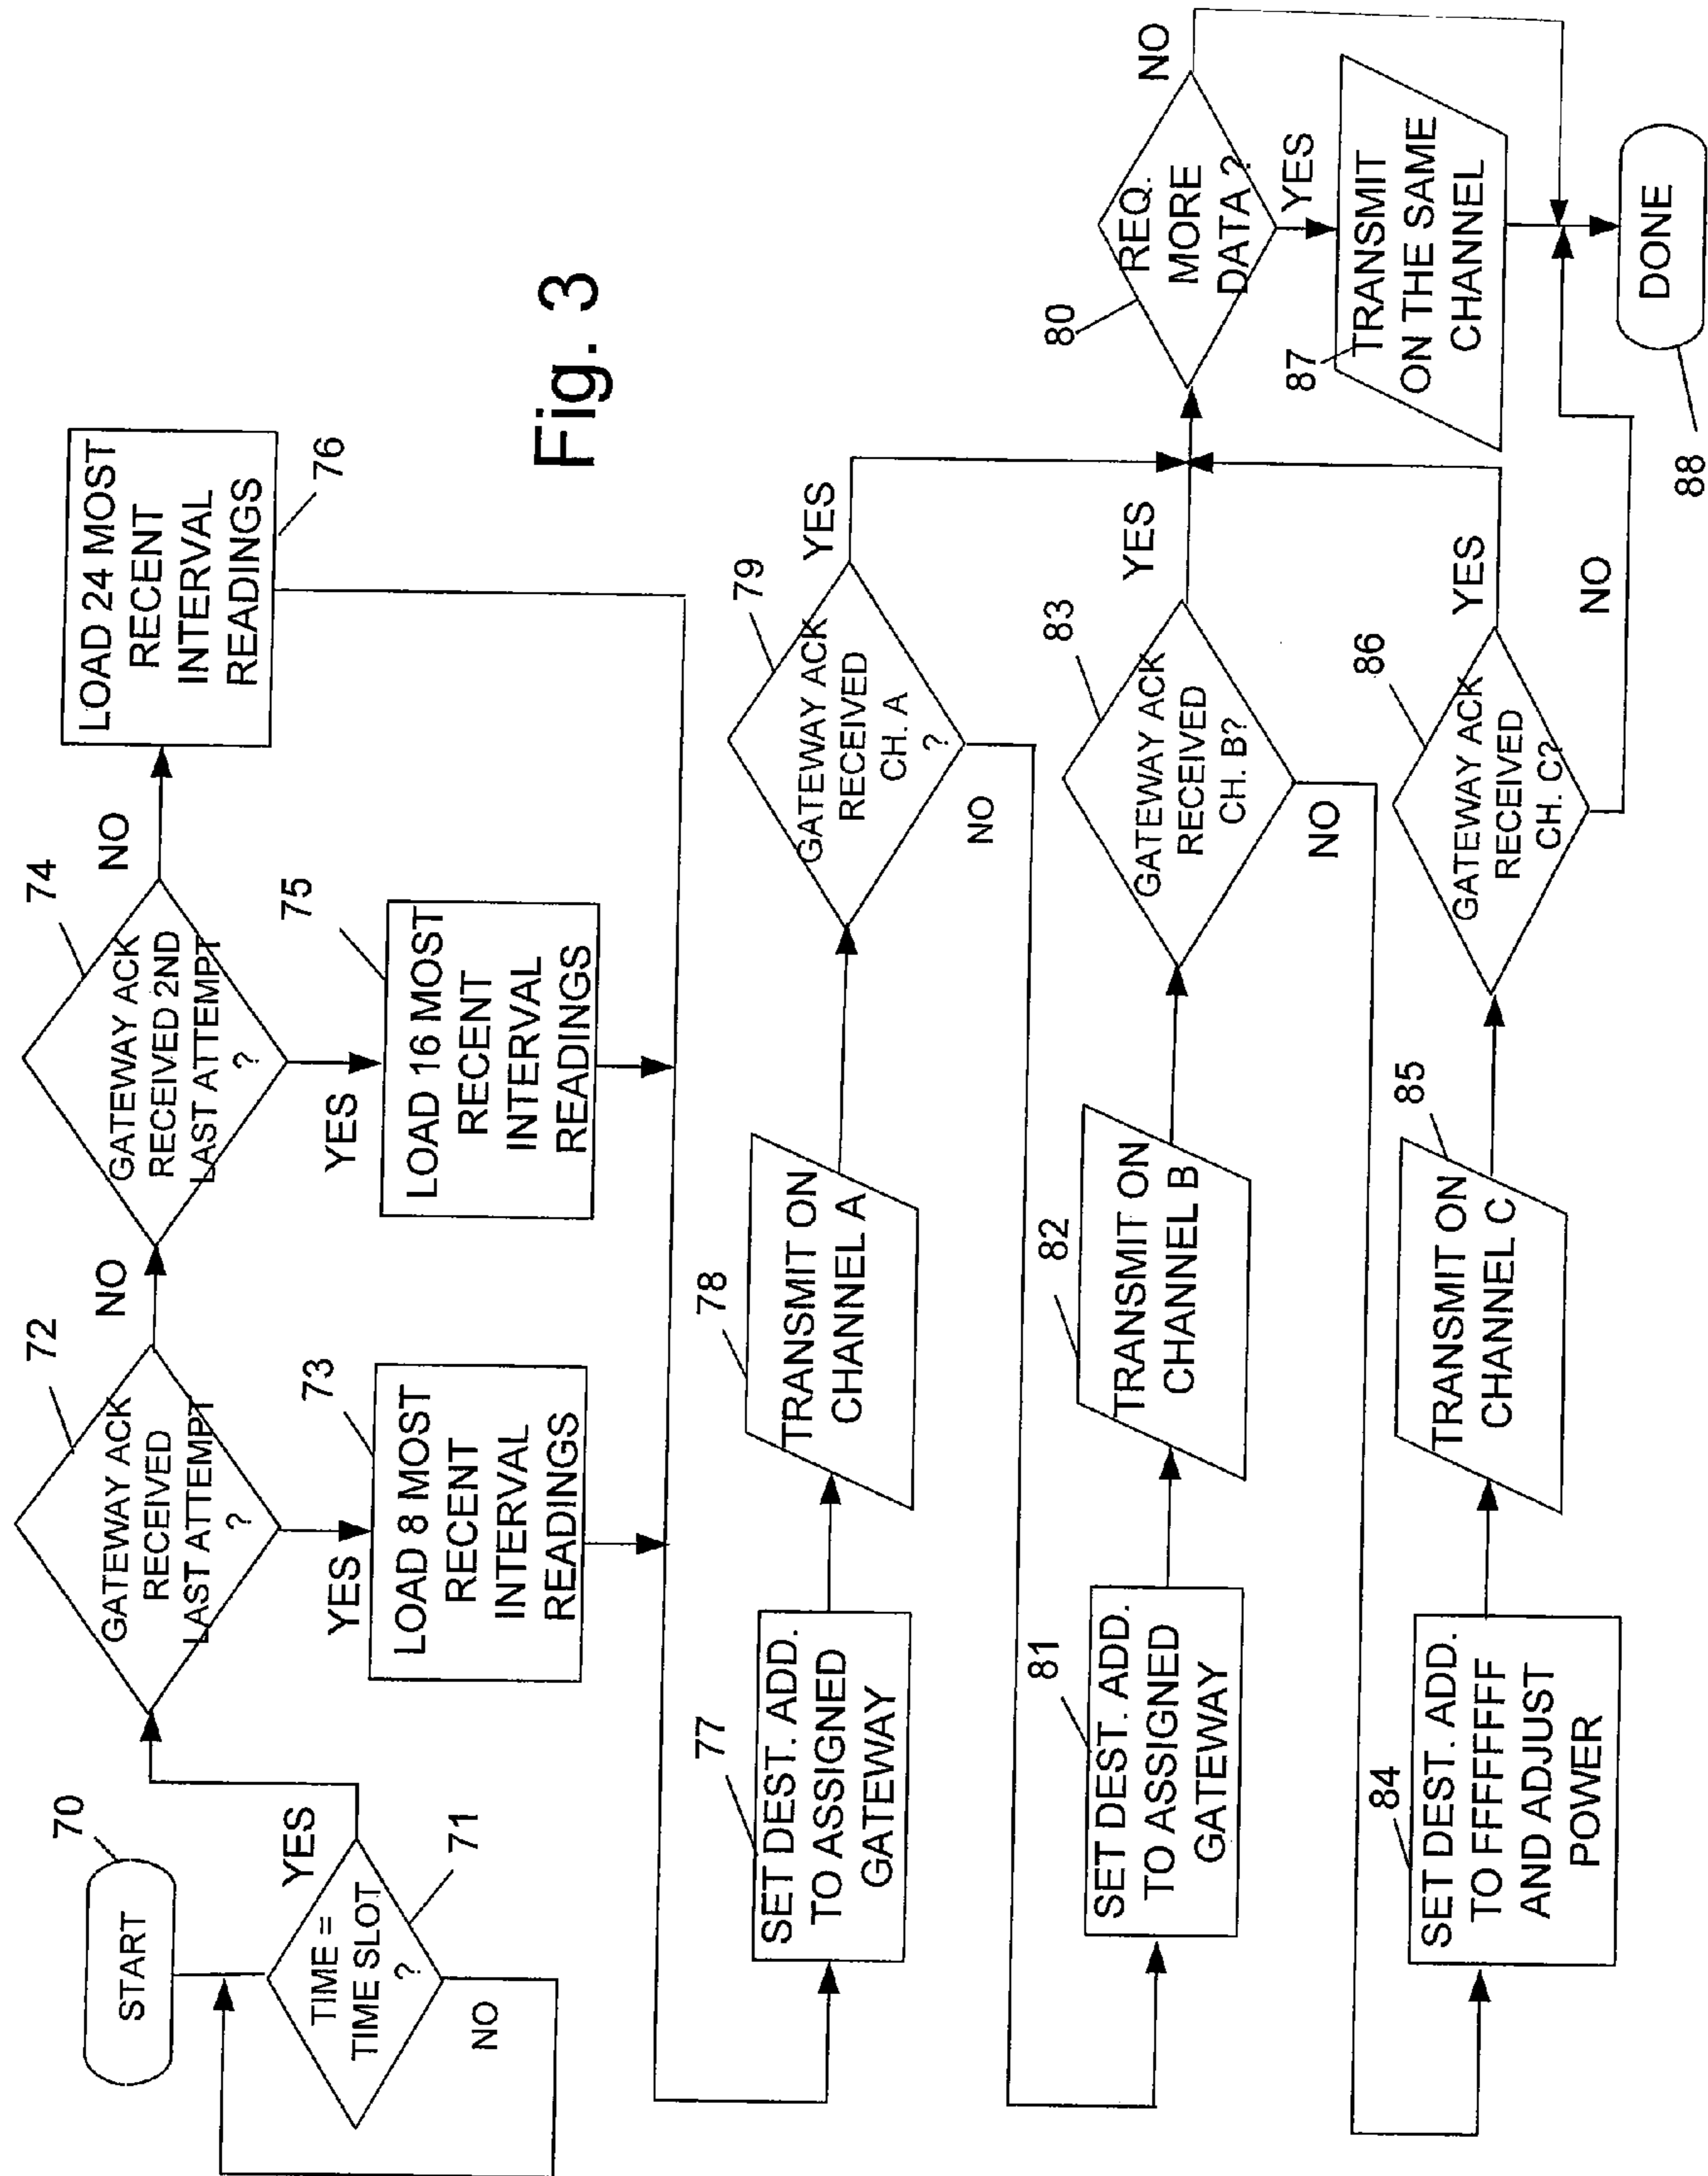 70
START
TIME =
TIME SLOT
?
71
YES
NO
72
GATEWAY ACK
RECEIVED
LAST ATTEMPT
?
NO
YES
73
LOAD 8 MOST
RECENT
INTERVAL
READINGS
74
GATEWAY ACK
RECEIVED 2ND
LAST ATTEMPT
?
NO
YES
75
LOAD 16 MOST
RECENT
INTERVAL
READINGS
LOAD 24 MOST
RECENT
INTERVAL
READINGS
76
Fig. 3
77
SET DEST. ADD.
TO ASSIGNED
GATEWAY
78
TRANSMIT ON
CHANNEL A
79
GATEWAY ACK
RECEIVED
CH. A
?
YES
NO
81
SET DEST. ADD.
TO ASSIGNED
GATEWAY
82
TRANSMIT ON
CHANNEL B
83
GATEWAY ACK
RECEIVED
CH. B?
YES
NO
84
SET DEST. ADD.
TO FFFFFFFF
AND ADJUST
POWER
85
TRANSMIT ON
CHANNEL C
86
GATEWAY ACK
RECEIVED
CH. C?
YES
NO
80
REQ.
MORE
DATA ?
NO
YES
87
TRANSMIT
ON THE SAME
CHANNEL
DONE
88